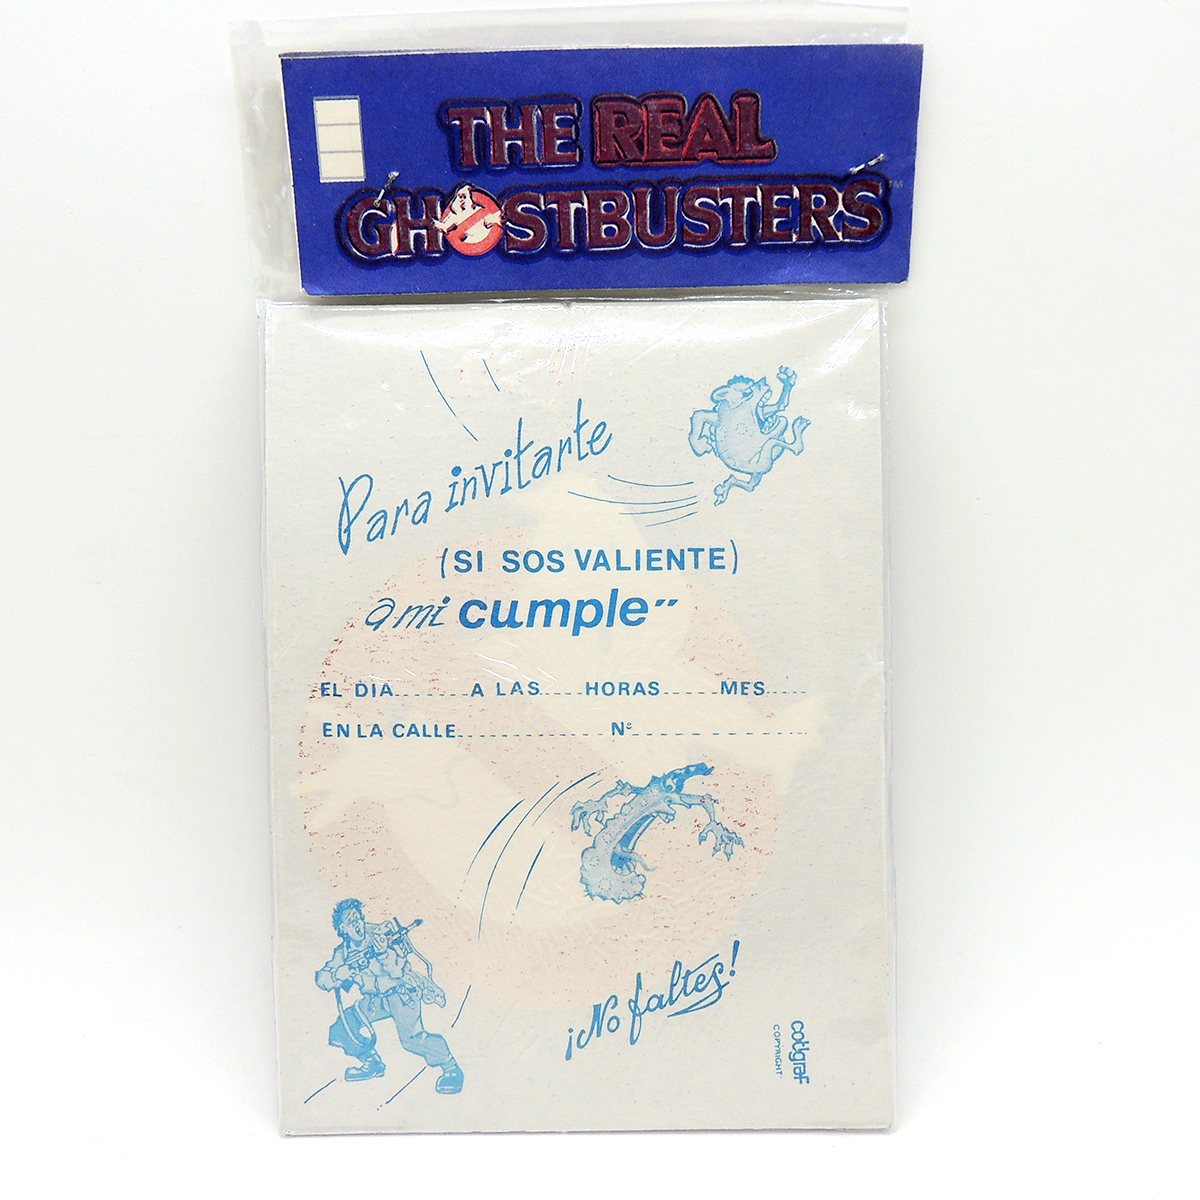 THE REAL
GHOSTBUSTERS™
Para invitarte
(SI SOS VALIENTE)
a mi cumple"
EL DIA.......A LAS....HORAS.....MES.....
EN LA CALLE.................. Nº.....................
¡No faltes!
cotigraf
COPYRIGHT